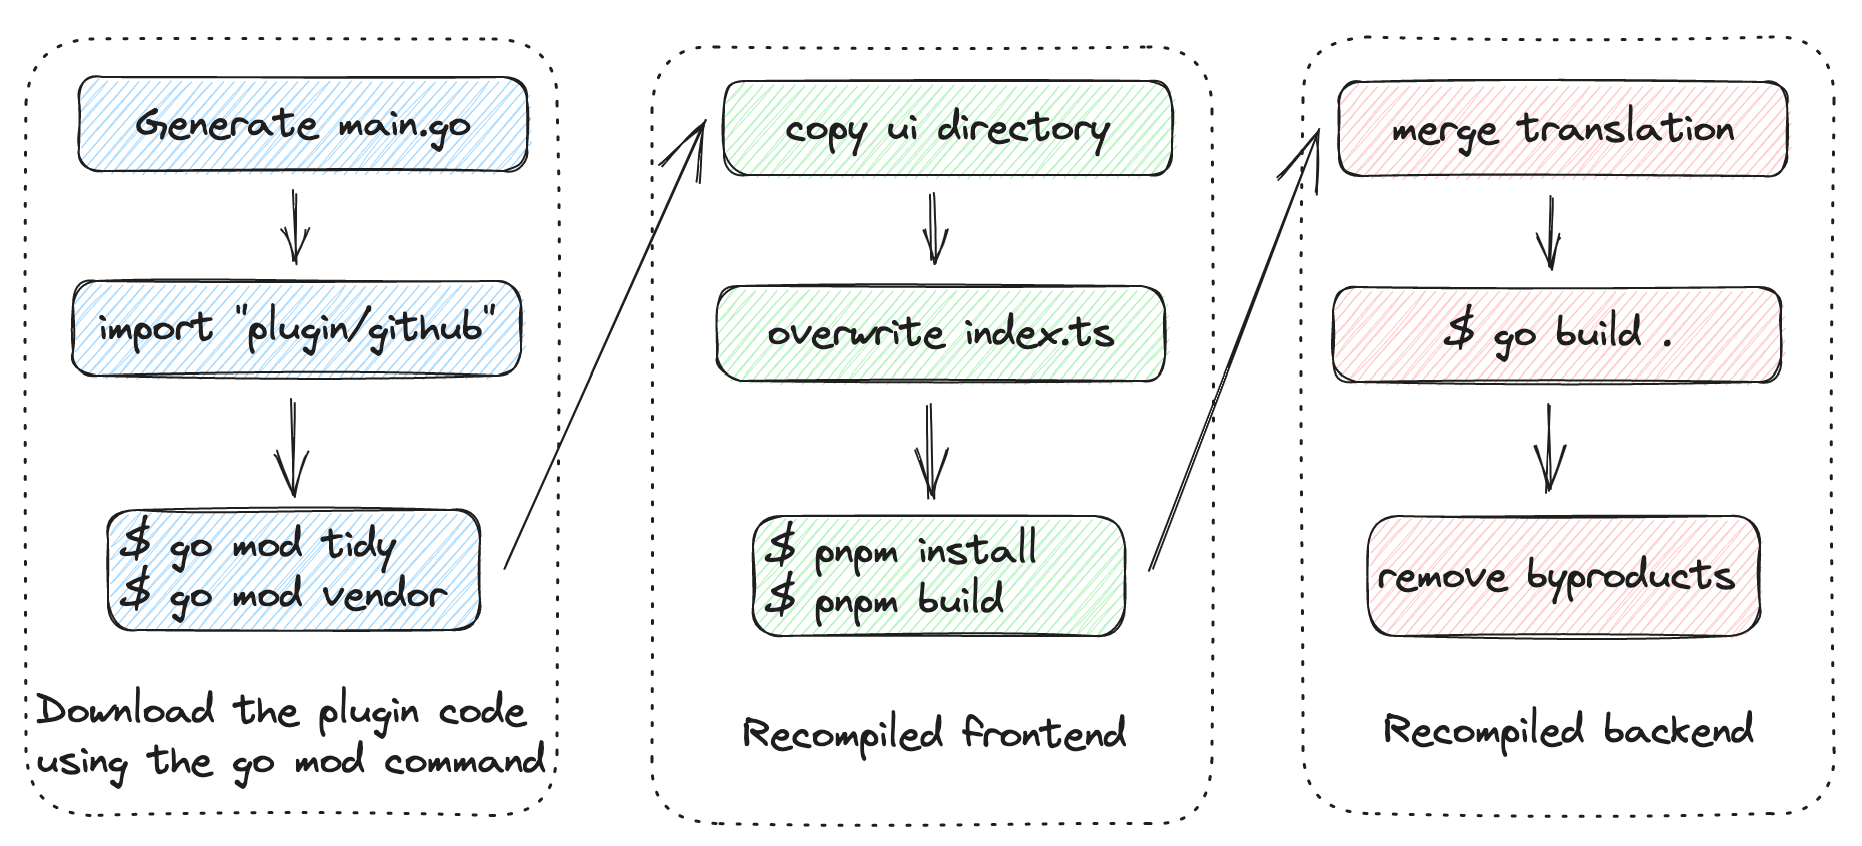 Generate main.go
import "plugin/github"
$ go mod tidy
$ go mod vendor
Download the plugin code
using the go mod command
copy ui directory
overwrite index.ts
$ pnpm install
$ pnpm build
Recompiled frontend
merge translation
$ go build .
remove byproducts
Recompiled backend